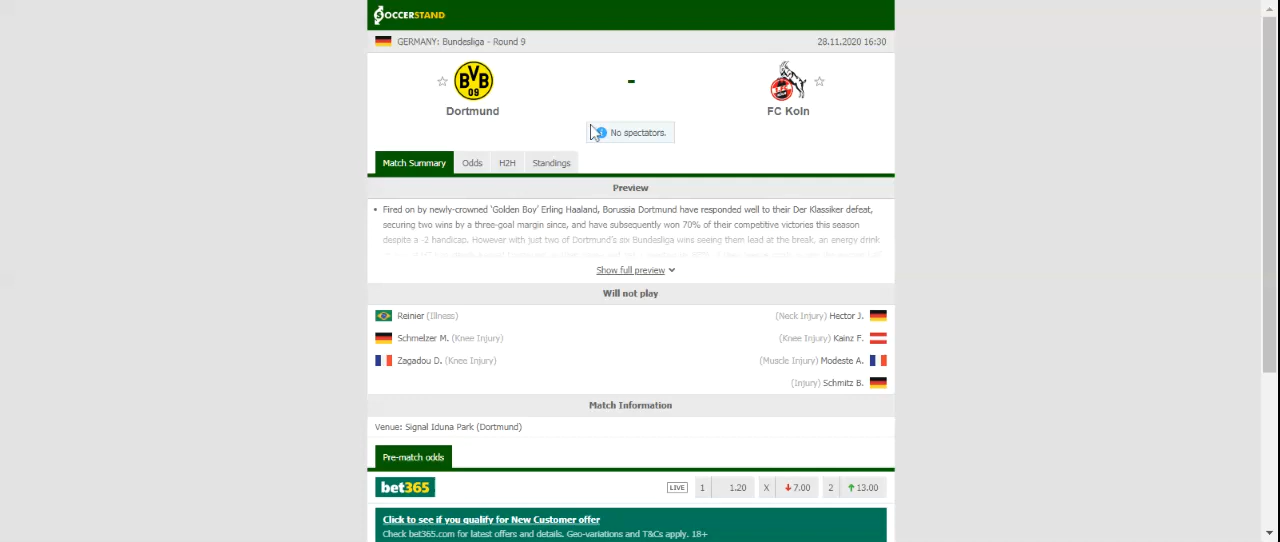 SOCCERSTAND
GERMANY: Bundesliga - Round 9 28.11.2020 16:30
BVB
09
-
Dortmund FC Koln
No spectators.
Match Summary Odds H2H Standings
Preview
• Fired on by newly-crowned 'Golden Boy' Erling Haaland, Borussia Dortmund have responded well to their Der Klassiker defeat,
securing two wins by a three-goal margin since, and have subsequently won 70% of their competitive victories this season
despite a -2 handicap. However with just two of Dortmund's six Bundesliga wins seeing them lead at the break, an energy drink
Show full preview
Will not play
Reinier (Illness) (Neck Injury) Hector J.
Schmelzer M. (Knee Injury) (Knee Injury) Kainz F.
Zagadou D. (Knee Injury) (Muscle Injury) Modeste A.
(Injury) Schmitz B.
Match Information
Venue: Signal Iduna Park (Dortmund)
Pre-match odds
bet365 LIVE 1 1.20 X 7.00 2 13.00
Click to see if you qualify for New Customer offer
Check bet365.com for latest offers and details. Geo-variations and T&Cs apply. 18+